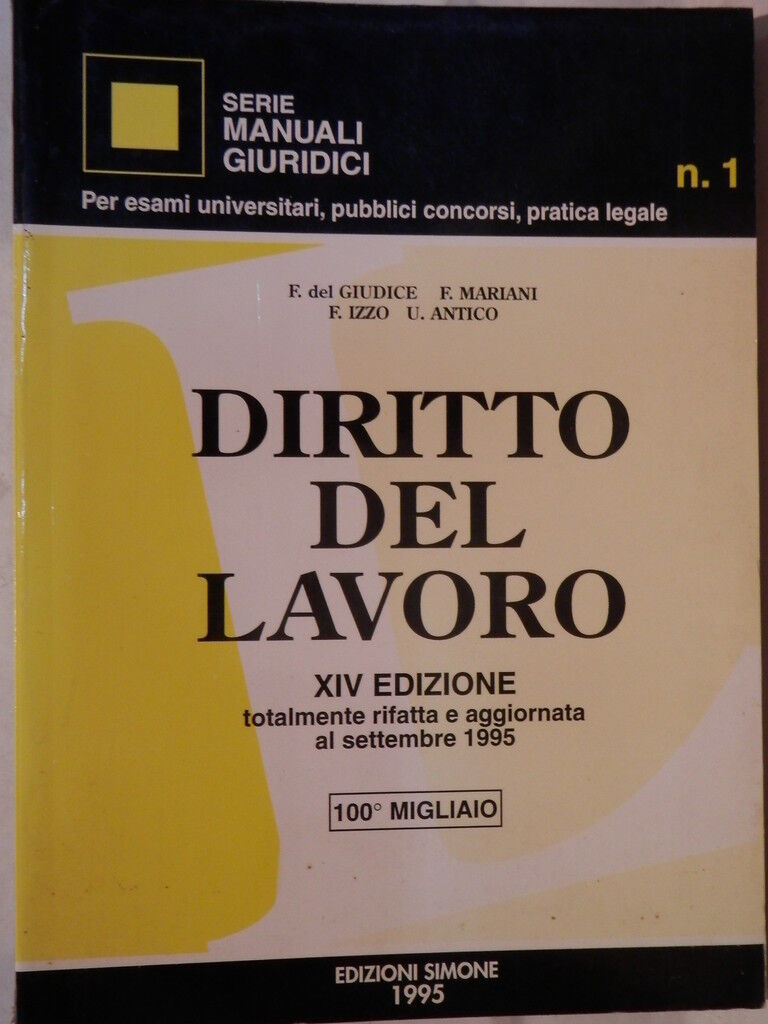 SERIE
MANUALI
GIURIDICI
n. 1
Per esami universitari, pubblici concorsi, pratica legale
F. del GIUDICE F. MARIANI
F. IZZO U. ANTICO
DIRITTO
DEL
LAVORO
XIV EDIZIONE
totalmente rifatta e aggiornata
al settembre 1995
100° MIGLIAIO
EDIZIONI SIMONE
1995